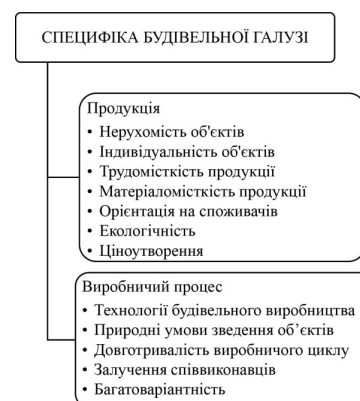 СПЕЦИФІКА БУДІВЕЛЬНОЇ ГАЛУЗІ
Продукція
• Нерухомість об'єктів
• Індивідуальність об'єктів
• Трудомісткість продукції
• Матеріаломісткість продукції
• Орієнтація на споживачів
• Екологічність
• Ціноутворення
Виробничий процес
• Технології будівельного виробництва
• Природні умови зведення об’єктів
• Довготривалість виробничого циклу
• Залучення співвиконавців
• Багатоваріантність